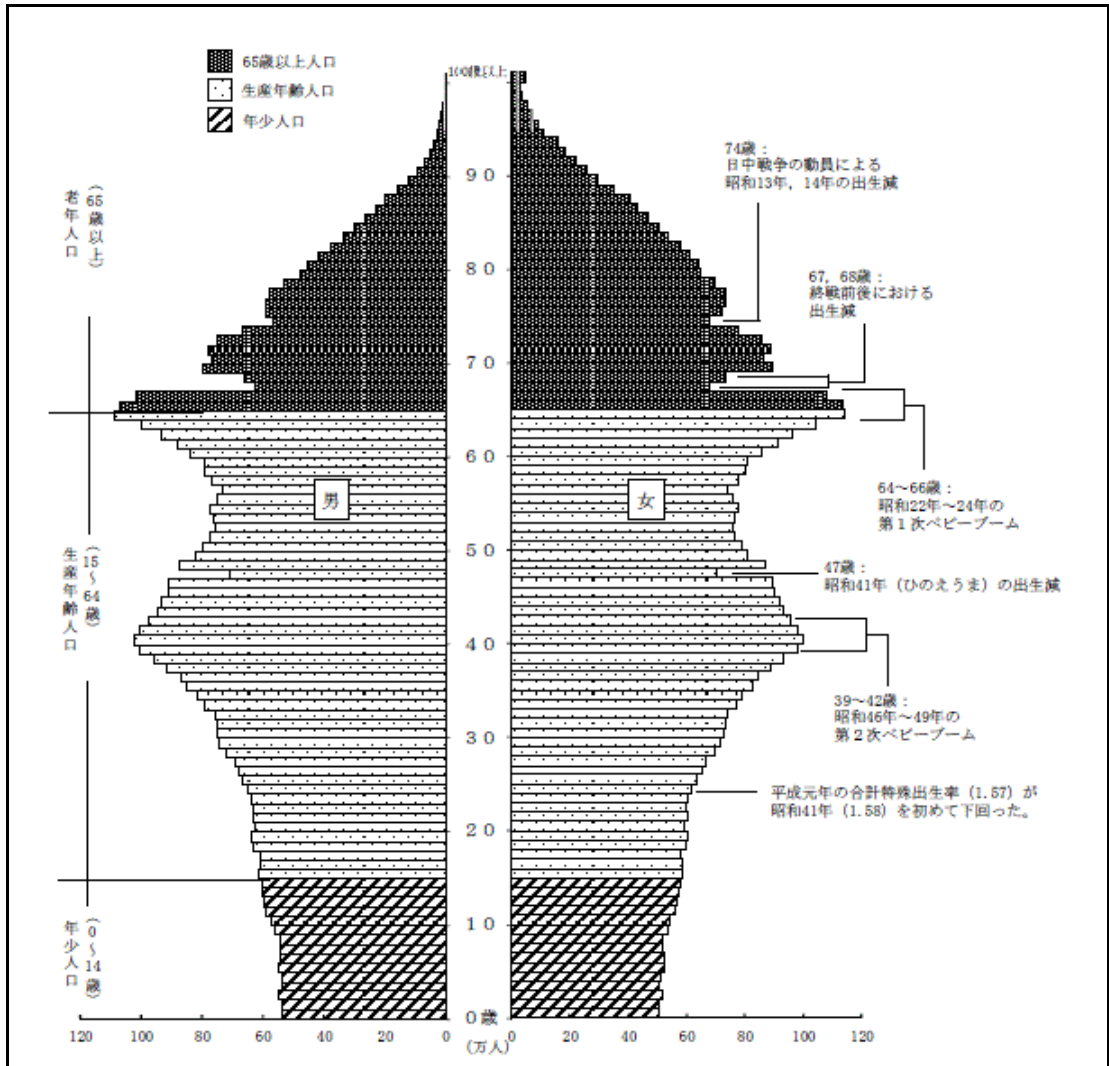 65歳以上人口
生産年齢人口
年少人口
100歳以上
90
80
70
60
50
40
30
20
10
0歳
(万人)
老年人口
(65歳以上)
生産年齢人口
(15～64歳)
年少人口
(0～14歳)
男
女
74歳：
日中戦争の動員による
昭和13年，14年の出生減
67，68歳：
終戦前後における
出生減
64～66歳：
昭和22年～24年の
第１次ベビーブーム
47歳：
昭和41年（ひのえうま）の出生減
39～42歳：
昭和46年～49年の
第２次ベビーブーム
平成元年の合計特殊出生率（1.57）が
昭和41年（1.58）を初めて下回った。
120 100 80 60 40 20 0
0 20 40 60 80 100 120